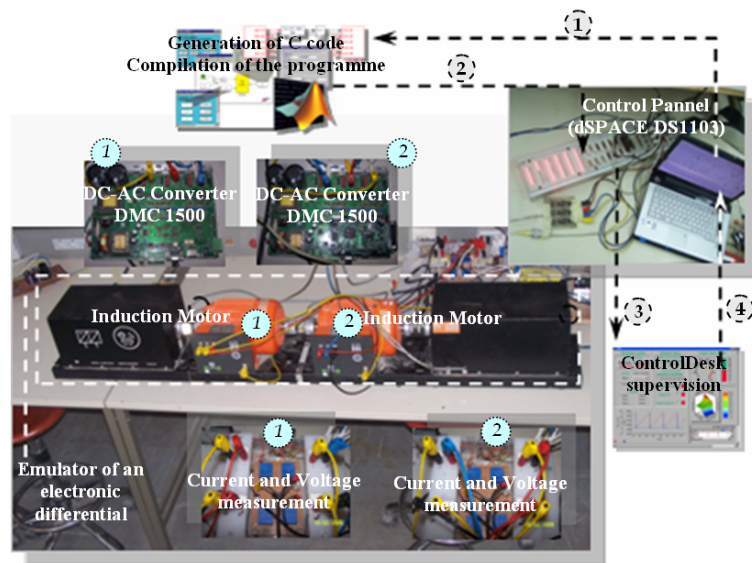 1
Generation of C code
Compilation of the programme
2
Control Pannel
(dSPACE DS1103)
1
2
DC-AC Converter
DMC 1500
DC-AC Converter
DMC 1500
Induction Motor
1
2
Induction Motor
3
4
ControlDesk
supervision
1
2
Emulator of an
electronic
differential
Current and Voltage
measurement
Current and Voltage
measurement